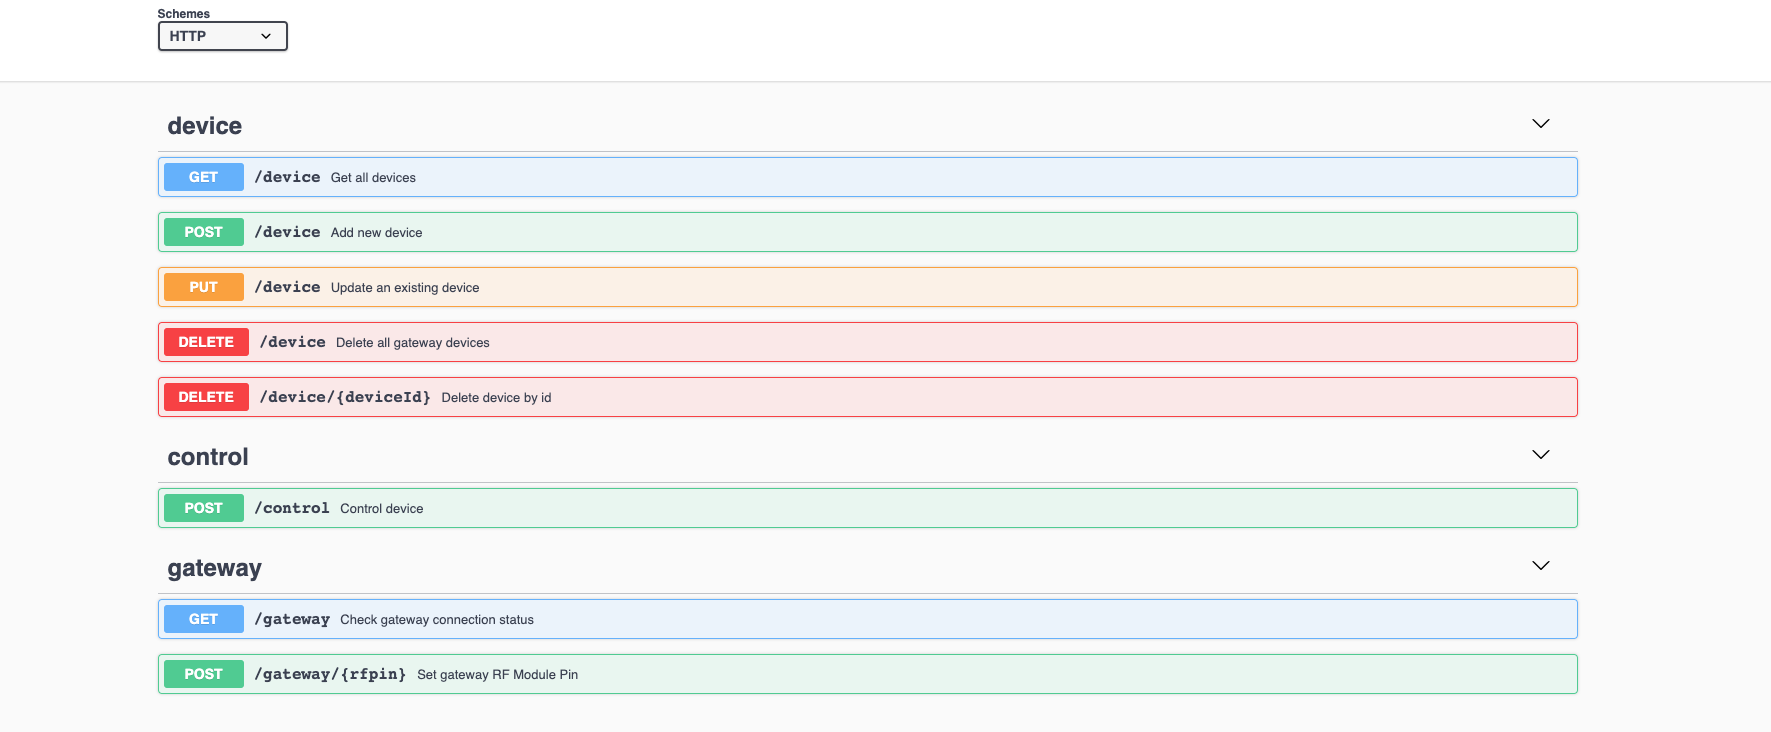 Schemes
HTTP
device
GET /device Get all devices
POST /device Add new device
PUT /device Update an existing device
DELETE /device Delete all gateway devices
DELETE /device/{deviceId} Delete device by id
control
POST /control Control device
gateway
GET /gateway Check gateway connection status
POST /gateway/{rfpin} Set gateway RF Module Pin